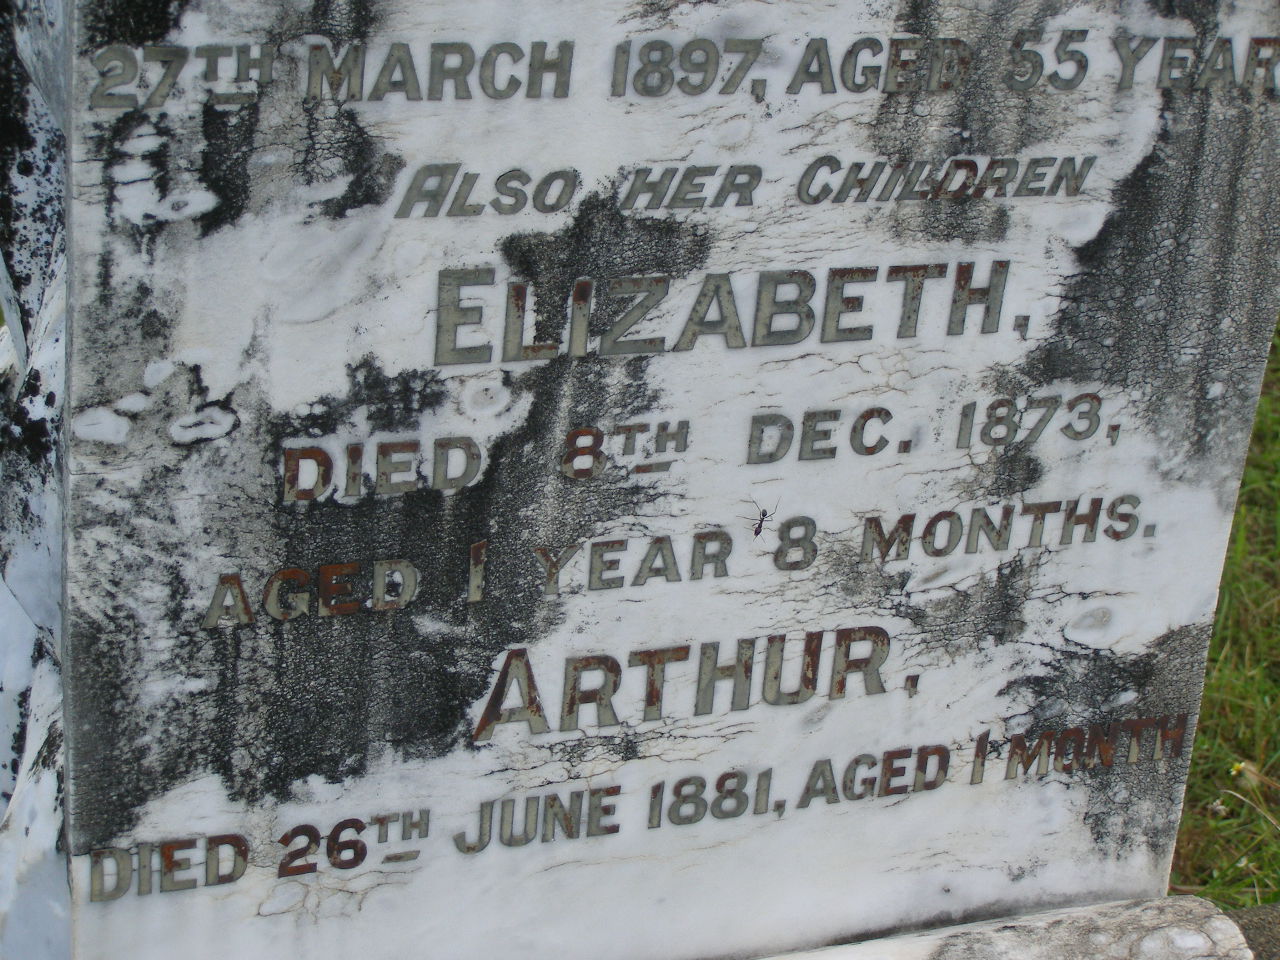 27TH MARCH 1897, AGED 55 YEAR
ALSO HER CHILDREN
ELIZABETH,
DIED 8TH DEC. 1873,
AGED 1 YEAR 8 MONTHS.
ARTHUR,
DIED 26TH JUNE 1881, AGED 1 MONTH